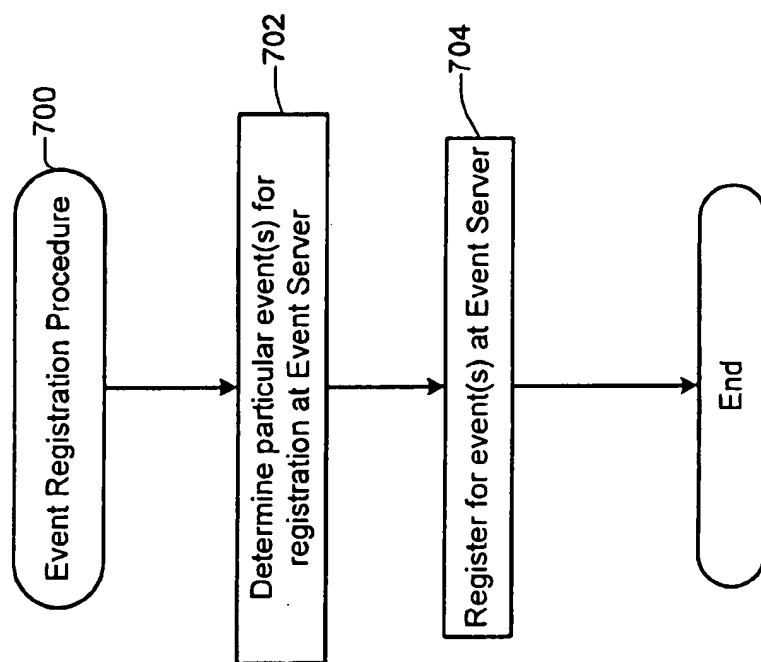 Event Registration Procedure
700
Determine particular event(s) for
registration at Event Server
702
Register for event(s) at Event Server
704
End